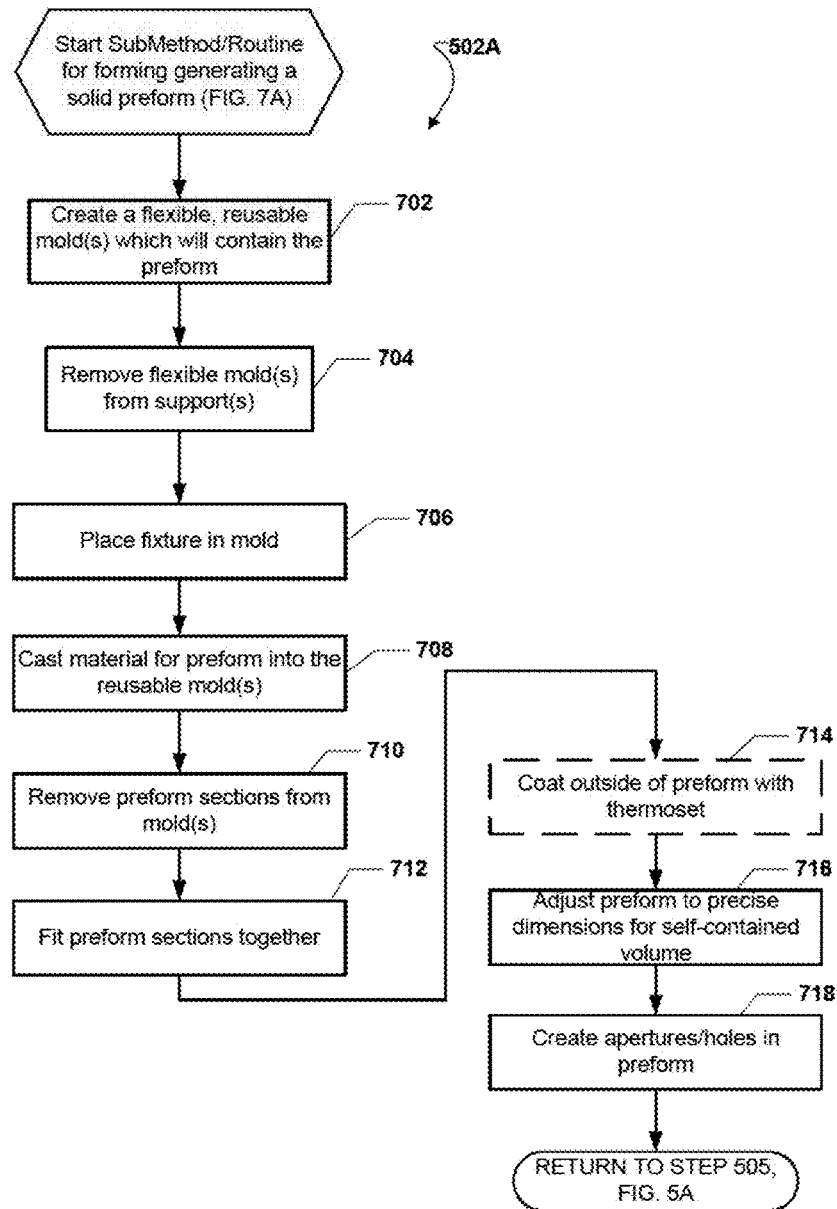 Start SubMethod/Routine
for forming generating a
solid preform (FIG. 7A)
502A
702
Create a flexible, reusable
mold(s) which will contain the
preform
704
Remove flexible mold(s)
from support(s)
706
Place fixture in mold
708
Cast material for preform into the
reusable mold(s)
710
Remove preform sections from
mold(s)
712
Fit preform sections together
714
Coat outside of preform with
thermoset
716
Adjust preform to precise
dimensions for self-contained
volume
718
Create apertures/holes in
preform
RETURN TO STEP 505,
FIG. 5A